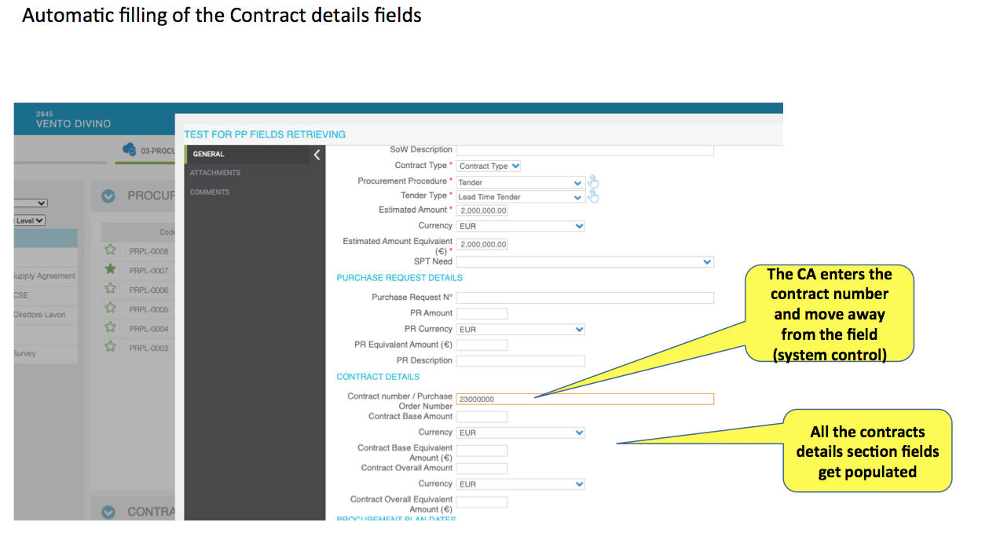 Automatic filling of the Contract details fields
2945
VENTO DIVINO
03-PROCU
TEST FOR PP FIELDS RETRIEVING
GENERAL
ATTACHMENTS
COMMENTS
Level
Supply Agreement
CSE
Direttore Lavori
Survey
PROCUR
Code
PRPL-0008
PRPL-0007
PRPL-0006
PRPL-0005
PRPL-0004
PRPL-0003
CONTRA
SoW Description
Contract Type * Contract Type
Procurement Procedure * Tender
Tender Type * Lead Time Tender
Estimated Amount * 2,000,000.00
Currency EUR
Estimated Amount Equivalent
(€) * 2,000,000.00
SPT Need
PURCHASE REQUEST DETAILS
Purchase Request N°
PR Amount
PR Currency EUR
PR Equivalent Amount (€)
PR Description
CONTRACT DETAILS
Contract number / Purchase
Order Number 23000000
Contract Base Amount
Currency EUR
Contract Base Equivalent
Amount (€)
Contract Overall Amount
Currency EUR
Contract Overall Equivalent
Amount (€)
PROCUREMENT PLAN DATES
The CA enters the
contract number
and move away
from the field
(system control)
All the contracts
details section fields
get populated